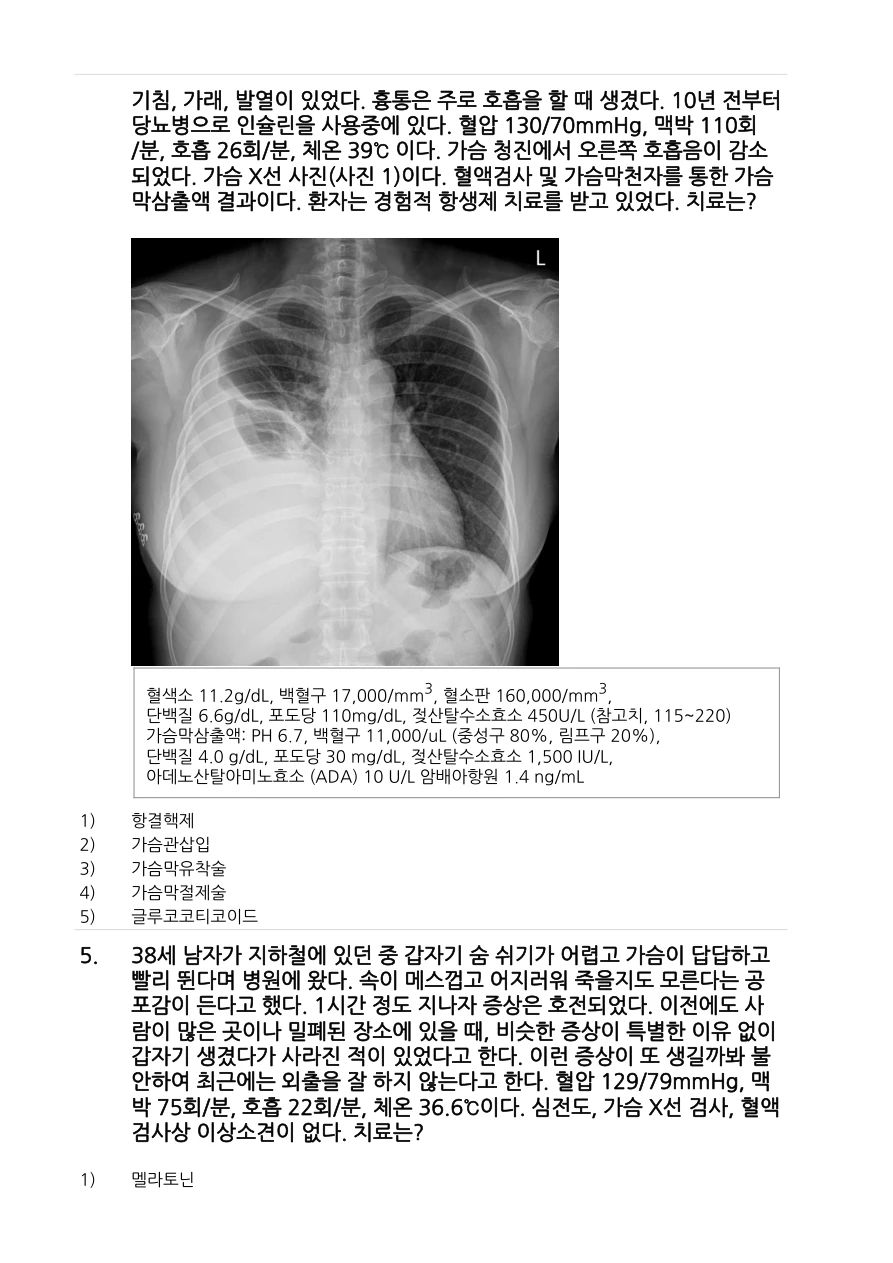 기침, 가래, 발열이 있었다. 흉통은 주로 호흡을 할 때 생겼다. 10년 전부터
당뇨병으로 인슐린을 사용중에 있다. 혈압 130/70mmHg, 맥박 110회
/분, 호흡 26회/분, 체온 39℃ 이다. 가슴 청진에서 오른쪽 호흡음이 감소
되었다. 가슴 X선 사진(사진 1)이다. 혈액검사 및 가슴막천자를 통한 가슴
막삼출액 결과이다. 환자는 경험적 항생제 치료를 받고 있었다. 치료는?
L
혈색소 11.2g/dL, 백혈구 17,000/mm³, 혈소판 160,000/mm³,
단백질 6.6g/dL, 포도당 110mg/dL, 젖산탈수소효소 450U/L (참고치, 115~220)
가슴막삼출액: PH 6.7, 백혈구 11,000/uL (중성구 80%, 림프구 20%),
단백질 4.0 g/dL, 포도당 30 mg/dL, 젖산탈수소효소 1,500 IU/L,
아데노산탈아미노효소 (ADA) 10 U/L 암배아항원 1.4 ng/mL
1) 항결핵제
2) 가슴관삽입
3) 가슴막유착술
4) 가슴막절제술
5) 글루코코티코이드
5. 38세 남자가 지하철에 있던 중 갑자기 숨 쉬기가 어렵고 가슴이 답답하고
빨리 뛴다며 병원에 왔다. 속이 메스껍고 어지러워 죽을지도 모른다는 공
포감이 든다고 했다. 1시간 정도 지나자 증상은 호전되었다. 이전에도 사
람이 많은 곳이나 밀폐된 장소에 있을 때, 비슷한 증상이 특별한 이유 없이
갑자기 생겼다가 사라진 적이 있었다고 한다. 이런 증상이 또 생길까봐 불
안하여 최근에는 외출을 잘 하지 않는다고 한다. 혈압 129/79mmHg, 맥
박 75회/분, 호흡 22회/분, 체온 36.6℃이다. 심전도, 가슴 X선 검사, 혈액
검사상 이상소견이 없다. 치료는?
1) 멜라토닌